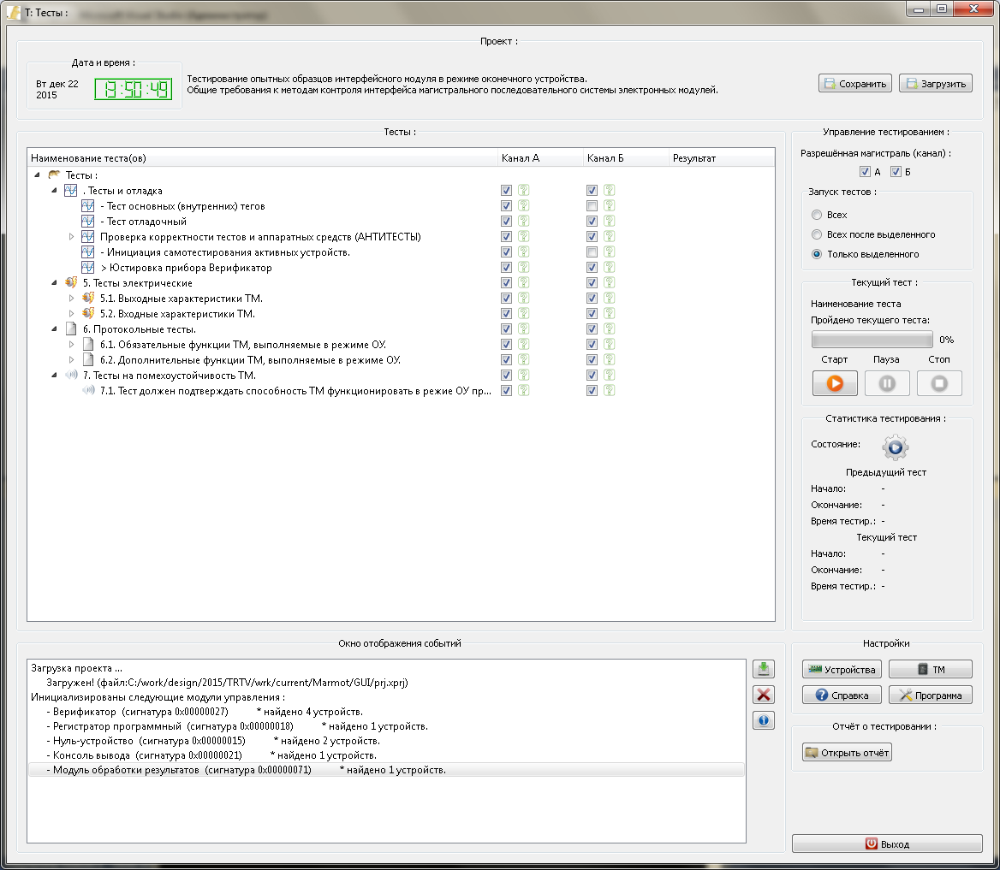 Т: Тесты :
Проект :
Дата и время :
Вт дек 22
2015
13:50:49
Тестирование опытных образцов интерфейсного модуля в режиме оконечного устройства.
Общие требования к методам контроля интерфейса магистрального последовательного системы электронных модулей.
Сохранить
Загрузить
Тесты :
Наименование теста(ов)
Канал А
Канал Б
Результат
Тесты :
. Тесты и отладка
- Тест основных (внутренних) тегов
- Тест отладочный
Проверка корректности тестов и аппаратных средств (АНТИТЕСТЫ)
- Инициация самотестирования активных устройств.
> Юстировка прибора Верификатор
5. Тесты электрические
5.1. Выходные характеристики ТМ.
5.2. Входные характеристики ТМ.
6. Протокольные тесты.
6.1. Обязательные функции ТМ, выполняемые в режиме ОУ.
6.2. Дополнительные функции ТМ, выполняемые в режиме ОУ.
7. Тесты на помехоустойчивость ТМ.
7.1. Тест должен подтверждать способность ТМ функционировать в режие ОУ пр...
Управление тестированием :
Разрешённая магистраль (канал) :
А
Б
Запуск тестов :
Всех
Всех после выделенного
Только выделенного
Текущий тест :
Наименование теста
Пройдено текущего теста:
0%
Старт
Пауза
Стоп
Статистика тестирования :
Состояние:
Предыдущий тест
Начало: -
Окончание: -
Время тестир.: -
Текущий тест
Начало: -
Окончание: -
Время тестир.: -
Окно отображения событий
Загрузка проекта ...
Загружен! (файл:C:/work/design/2015/TRTV/wrk/current/Marmot/GUI/prj.xprj)
Инициализированы следующие модули управления :
- Верификатор (сигнатура 0x00000027) * найдено 4 устройств.
- Регистратор программный (сигнатура 0x00000018) * найдено 1 устройств.
- Нуль-устройство (сигнатура 0x00000015) * найдено 2 устройств.
- Консоль вывода (сигнатура 0x00000021) * найдено 1 устройств.
- Модуль обработки результатов (сигнатура 0x00000071) * найдено 1 устройств.
Настройки
Устройства
ТМ
Справка
Программа
Отчёт о тестировании :
Открыть отчёт
Выход